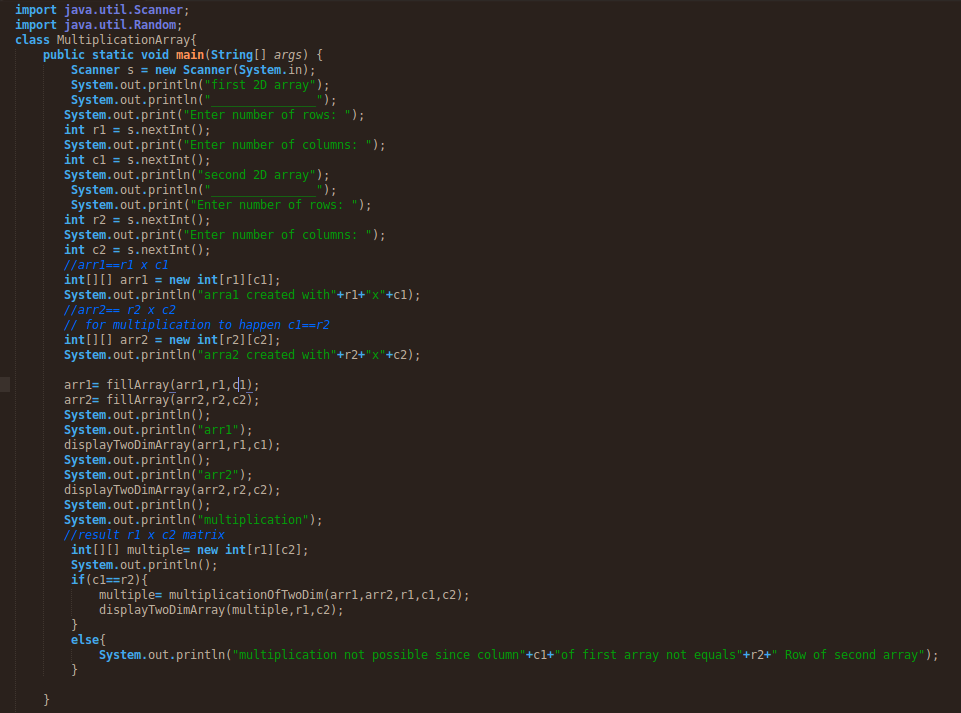 import java.util.Scanner;
import java.util.Random;
class MultiplicationArray{
    public static void main(String[] args) {
        Scanner s = new Scanner(System.in);
        System.out.println("first 2D array");
        System.out.println("_______________");
       System.out.print("Enter number of rows: ");
       int r1 = s.nextInt();
       System.out.print("Enter number of columns: ");
       int c1 = s.nextInt();
       System.out.println("second 2D array");
        System.out.println("_______________");
        System.out.print("Enter number of rows: ");
       int r2 = s.nextInt();
       System.out.print("Enter number of columns: ");
       int c2 = s.nextInt();
       //arr1==r1 x c1
       int[][] arr1 = new int[r1][c1];
       System.out.println("arra1 created with"+r1+"x"+c1);
       //arr2== r2 x c2
       // for multiplication to happen c1==r2
       int[][] arr2 = new int[r2][c2];
       System.out.println("arra2 created with"+r2+"x"+c2);

       arr1= fillArray(arr1,r1,c1);
       arr2= fillArray(arr2,r2,c2);
       System.out.println();
       System.out.println("arr1");
       displayTwoDimArray(arr1,r1,c1);
       System.out.println();
       System.out.println("arr2");
       displayTwoDimArray(arr2,r2,c2);
       System.out.println();
       System.out.println("multiplication");
       //result r1 x c2 matrix
        int[][] multiple= new int[r1][c2];
        System.out.println();
        if(c1==r2){
            multiple= multiplicationOfTwoDim(arr1,arr2,r1,c1,c2);
            displayTwoDimArray(multiple,r1,c2);
        }
        else{
            System.out.println("multiplication not possible since column"+c1+"of first array not equals"+r2+" Row of second array");
        }

    }